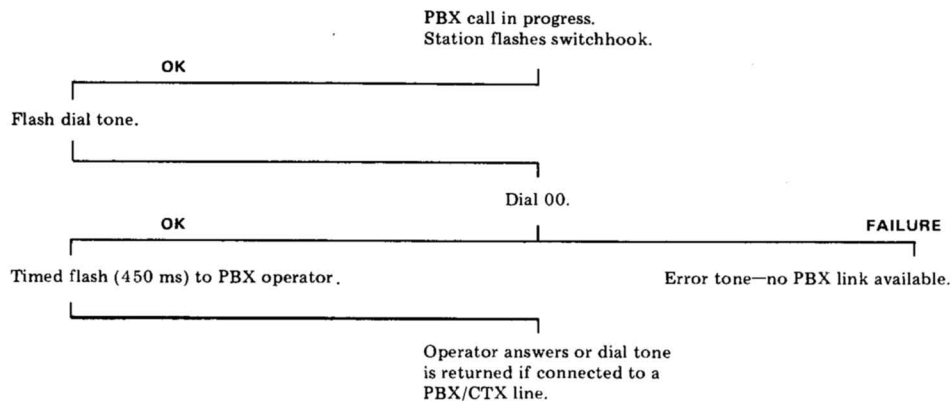 PBX call in progress.
Station flashes switchhook.
OK
Flash dial tone.
Dial 00.
OK
FAILURE
Timed flash (450 ms) to PBX operator.
Error tone—no PBX link available.
Operator answers or dial tone
is returned if connected to a
PBX/CTX line.